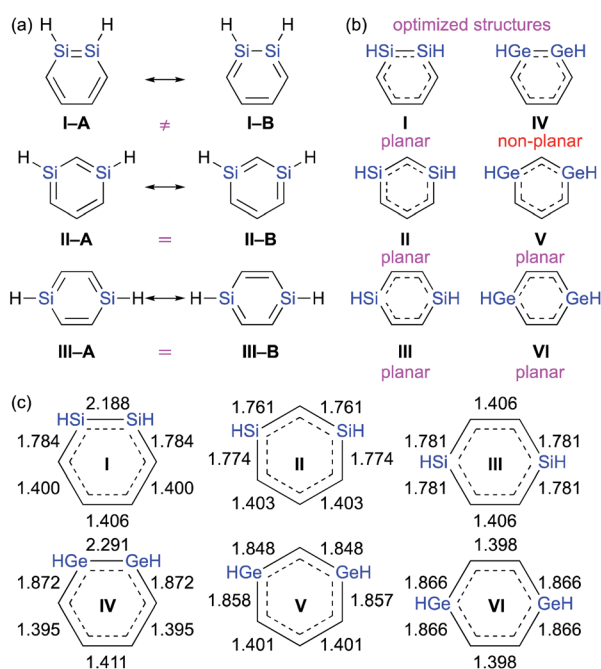 (a)
H H H H
Si Si Si Si
I–A ≠ I–B
H H H H
Si Si Si Si
II–A = II–B
H Si Si H H Si Si H
III–A = III–B
(b) optimized structures
HSi SiH HGe GeH
I IV
planar non-planar
HSi SiH HGe GeH
II V
planar planar
HSi SiH HGe GeH
III VI
planar planar
(c)
2.188 1.761 1.761 1.406
HSi SiH HSi SiH 1.781 1.781
1.784 I 1.784 1.774 II 1.774 HSi III SiH
1.400 1.400 1.403 1.403 1.781 1.781
1.406 1.406
2.291 1.848 1.848 1.398
HGe GeH HGe GeH 1.866 1.866
1.872 IV 1.872 1.858 V 1.857 HGe VI GeH
1.395 1.395 1.401 1.401 1.866 1.866
1.411 1.398